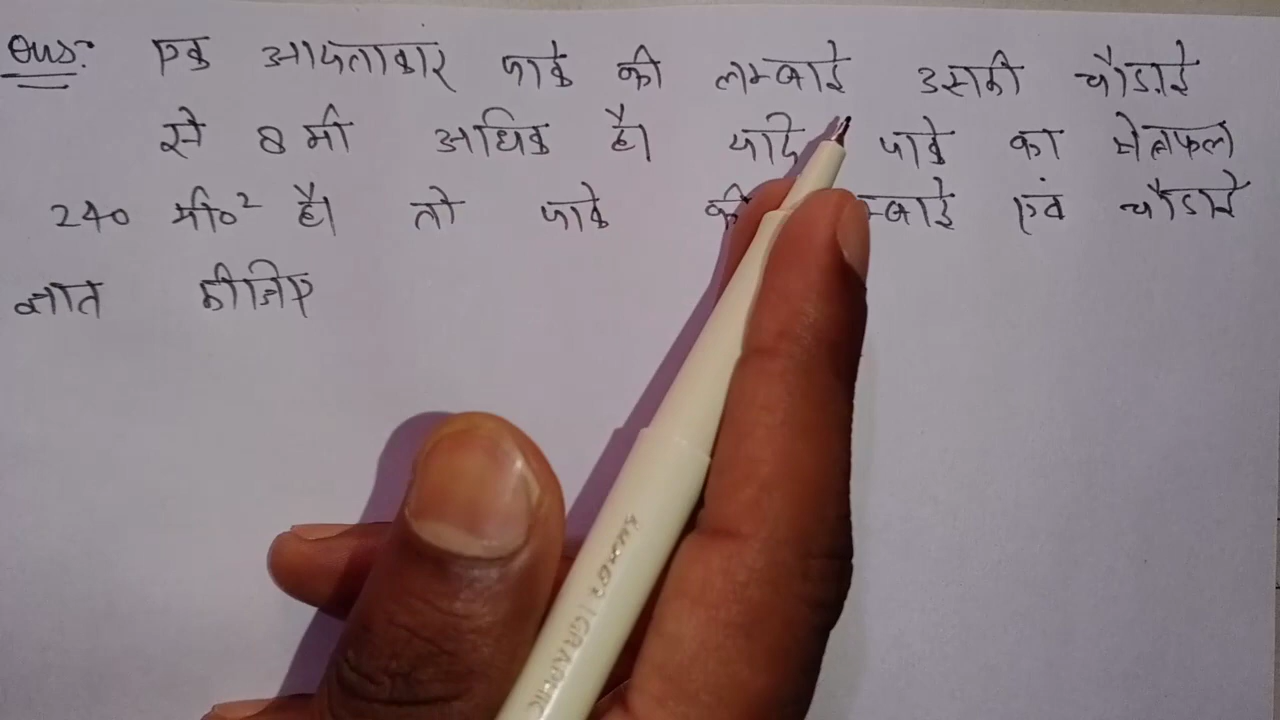 Ques:- एक आयताकार पार्क की लम्बाई उसकी चौड़ाई
से 8 मी अधिक है। यदि पार्क का क्षेत्रफल
240 मी०² है। तो पार्क की म्बाई एवं चौडाई
ज्ञात कीजिए